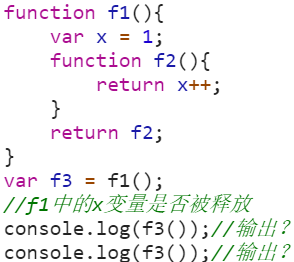 function f1(){
    var x = 1;
    function f2(){
        return x++;
    }
    return f2;
}
var f3 = f1();
//f1中的x变量是否被释放
console.log(f3());//输出?
console.log(f3());//输出?